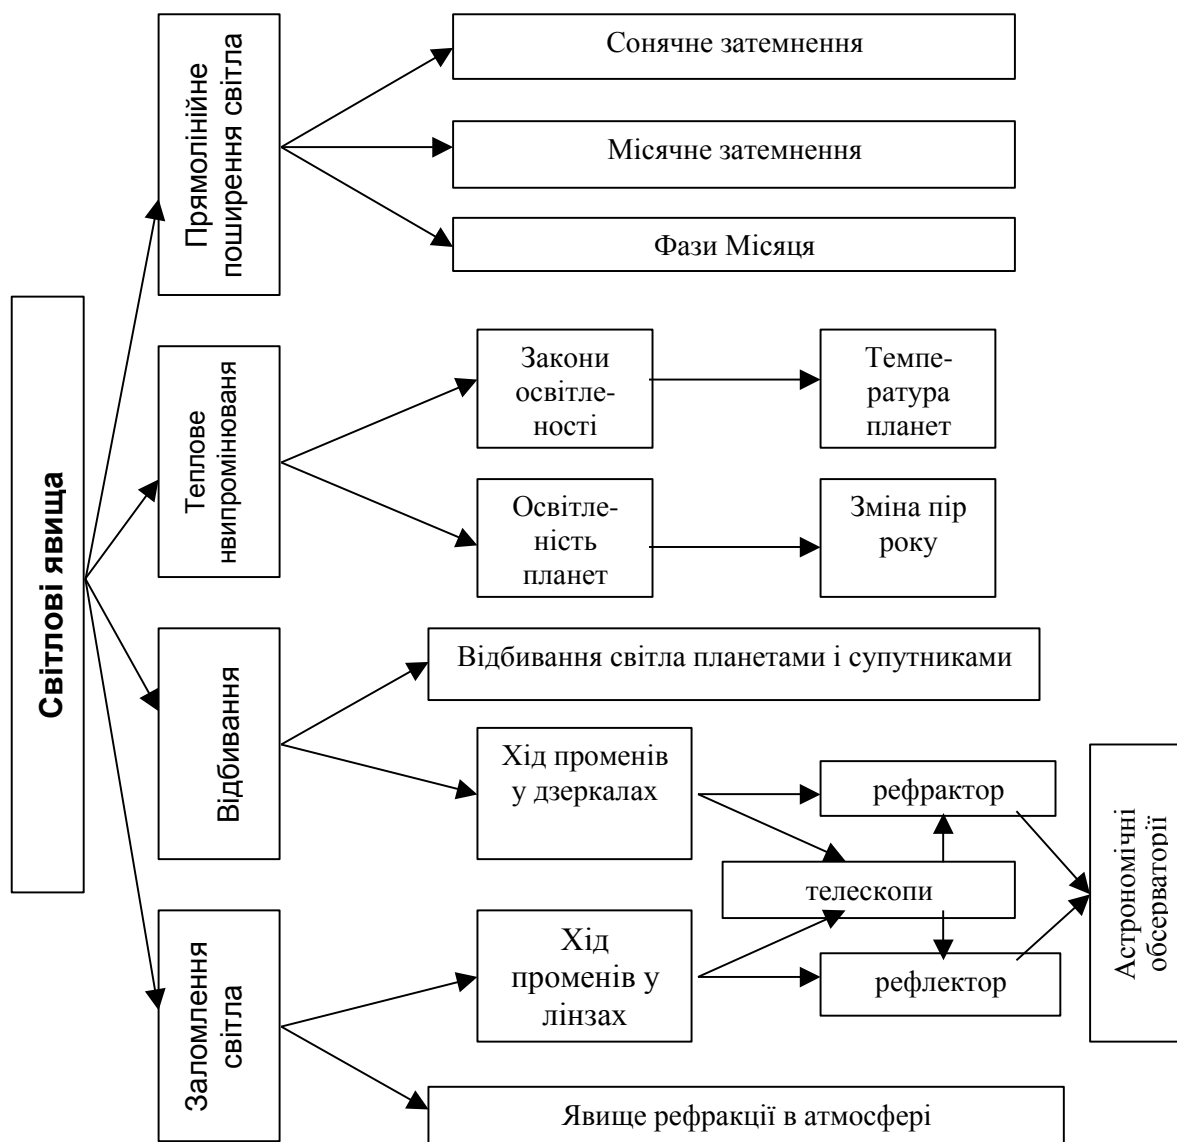 Світлові явища
Прямолінійне
поширення світла
Сонячне затемнення
Місячне затемнення
Фази Місяця
Теплове
нвипромінюваня
Закони
освітле-
ності
Темпе-
ратура
планет
Освітле-
ність
планет
Зміна пір
року
Відбивання
Відбивання світла планетами і супутниками
Хід променів
у дзеркалах
рефрактор
телескопи
рефлектор
Астрономічні
обсерваторії
Заломлення
світла
Хід
променів у
лінзах
Явище рефракції в атмосфері